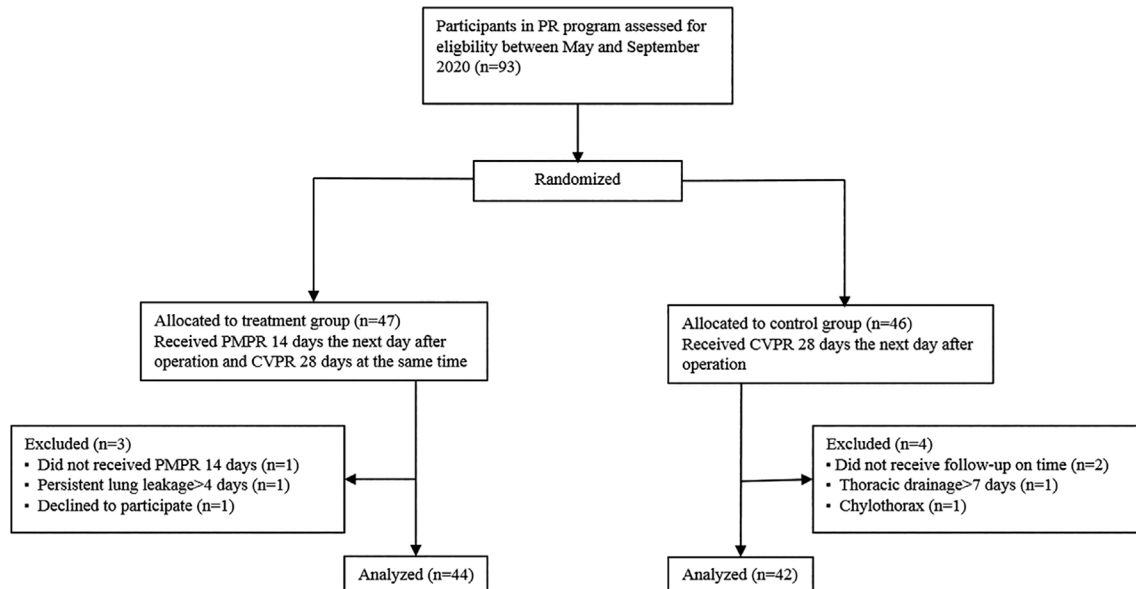 Participants in PR program assessed for
eligbility between May and September
2020 (n=93)
Randomized
Allocated to treatment group (n=47)
Received PMPR 14 days the next day after
operation and CVPR 28 days at the same time
Allocated to control group (n=46)
Received CVPR 28 days the next day after
operation
Excluded (n=3)
▪ Did not received PMPR 14 days (n=1)
▪ Persistent lung leakage>4 days (n=1)
▪ Declined to participate (n=1)
Excluded (n=4)
▪ Did not receive follow-up on time (n=2)
▪ Thoracic drainage>7 days (n=1)
▪ Chylothorax (n=1)
Analyzed (n=44)
Analyzed (n=42)